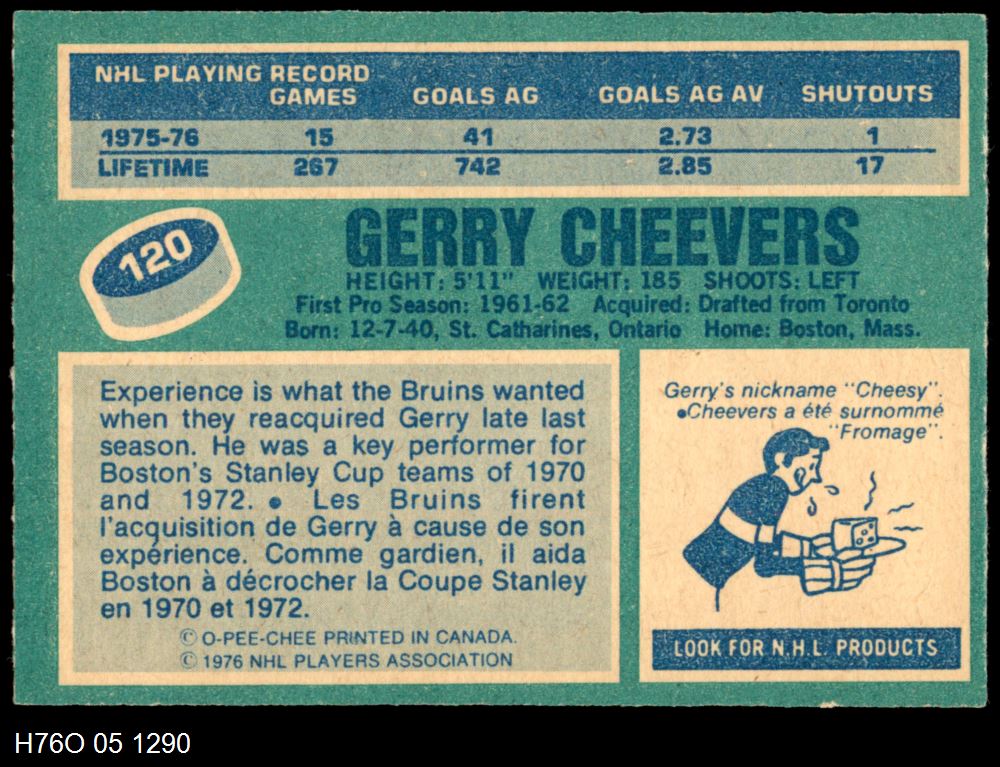 NHL PLAYING RECORD
GAMES GOALS AG GOALS AG AV SHUTOUTS
1975-76 15 41 2.73 1
LIFETIME 267 742 2.85 17
120
GERRY CHEEVERS
HEIGHT: 5'11" WEIGHT: 185 SHOOTS: LEFT
First Pro Season: 1961-62 Acquired: Drafted from Toronto
Born: 12-7-40, St. Catharines, Ontario Home: Boston, Mass.
Experience is what the Bruins wanted
when they reacquired Gerry late last
season. He was a key performer for
Boston's Stanley Cup teams of 1970
and 1972. ● Les Bruins firent
l'acquisition de Gerry à cause de son
expérience. Comme gardien, il aida
Boston à décrocher la Coupe Stanley
en 1970 et 1972.
© O-PEE-CHEE PRINTED IN CANADA.
© 1976 NHL PLAYERS ASSOCIATION
Gerry's nickname "Cheesy".
●Cheevers a été surnommé
"Fromage".
LOOK FOR N.H.L. PRODUCTS
H76O 05 1290